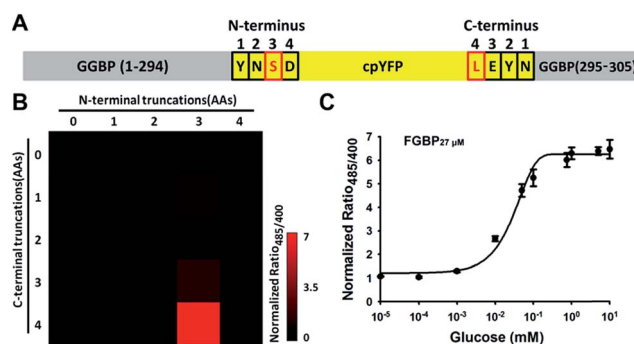 A
N-terminus
C-terminus
1 2 3 4
4 3 2 1
GGBP (1-294)
Y N S D
cpYFP
L E Y N
GGBP(295-305)
B
N-terminal truncations(AAs)
0 1 2 3 4
C-terminal truncations(AAs)
0
1
2
3
4
Normalized Ratio485/400
7
3.5
0
C
FGBP27 μM
Normalized Ratio485/400
7
6
5
4
3
2
1
0
10-5 10-4 10-3 10-2 10-1 100 101
Glucose (mM)